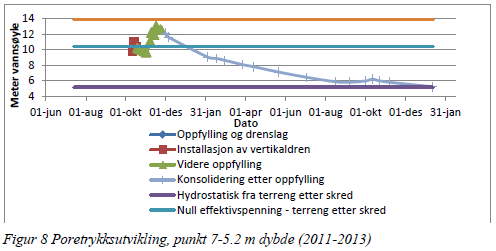 Meter vannsøyle
14
12
10
8
6
4
01-jun 01-aug 01-okt 01-des 31-jan 01-apr 01-jun 01-aug 01-okt 01-des 31-jan
Dato
Oppfylling og drenslag
Installasjon av vertikaldren
Videre oppfylling
Konsolidering etter oppfylling
Hydrostatisk fra terreng etter skred
Null effektivspenning - terreng etter skred
Figur 8 Poretrykksutvikling, punkt 7-5.2 m dybde (2011-2013)